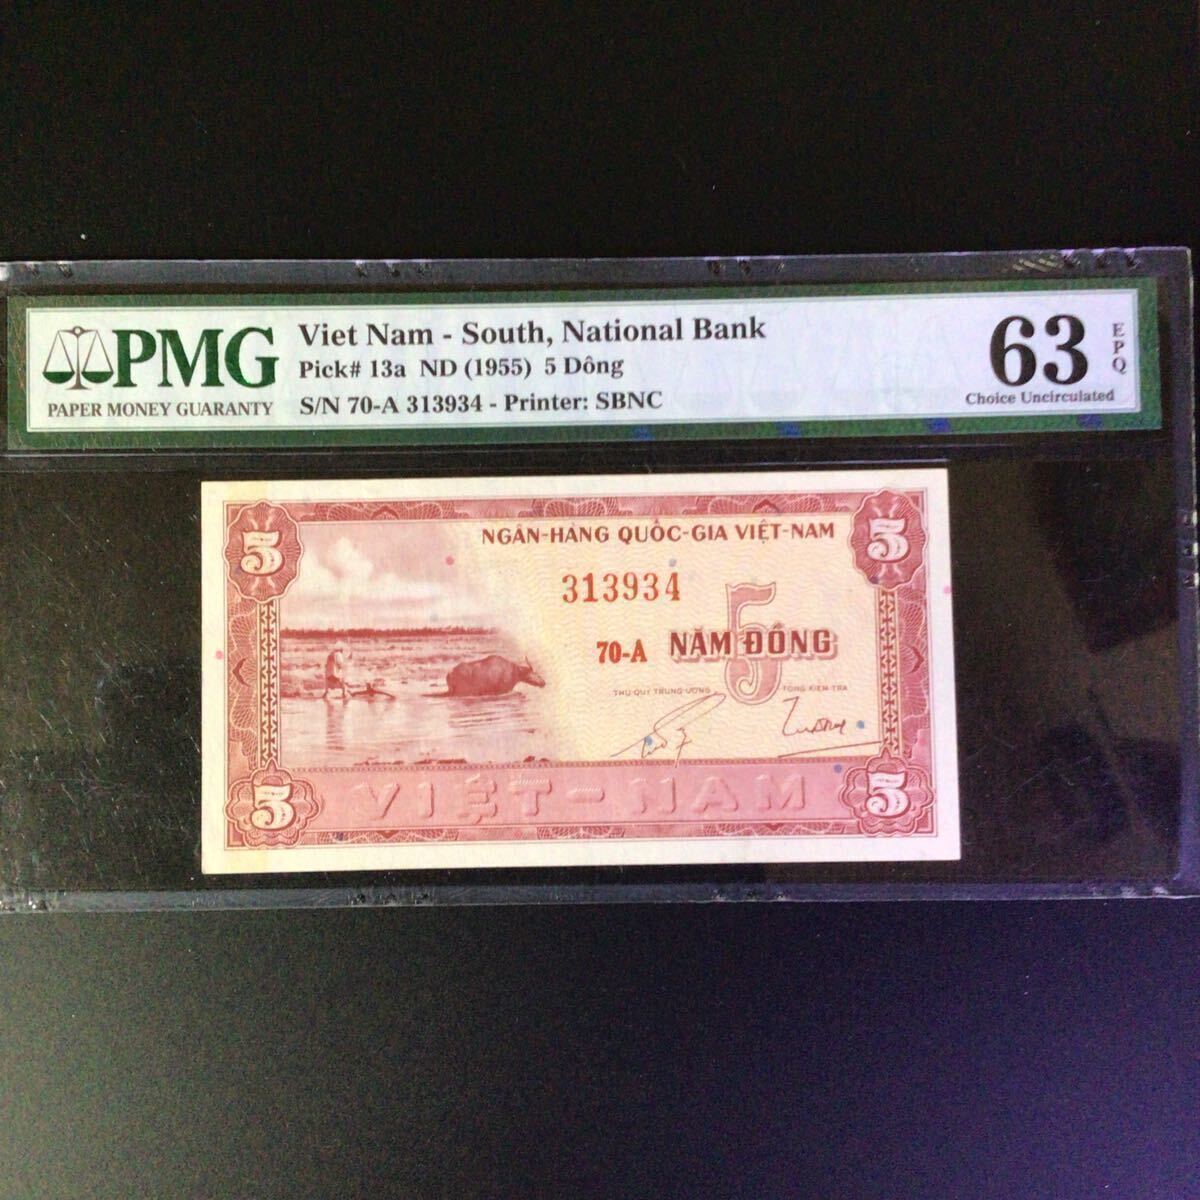 PMG
PAPER MONEY GUARANTY
Viet Nam - South, National Bank
Pick# 13a ND (1955) 5 Dông
S/N 70-A 313934 - Printer: SBNC
63
EPQ
Choice Uncirculated
5
5
NGÂN-HÀNG QUỐC-GIA VIỆT-NAM
313934
5
70-A NĂM ĐỒNG
THỦ QUỸ TRUNG-ƯƠNG
TỔNG KIỂM-TRA
5
VIỆT-NAM
5